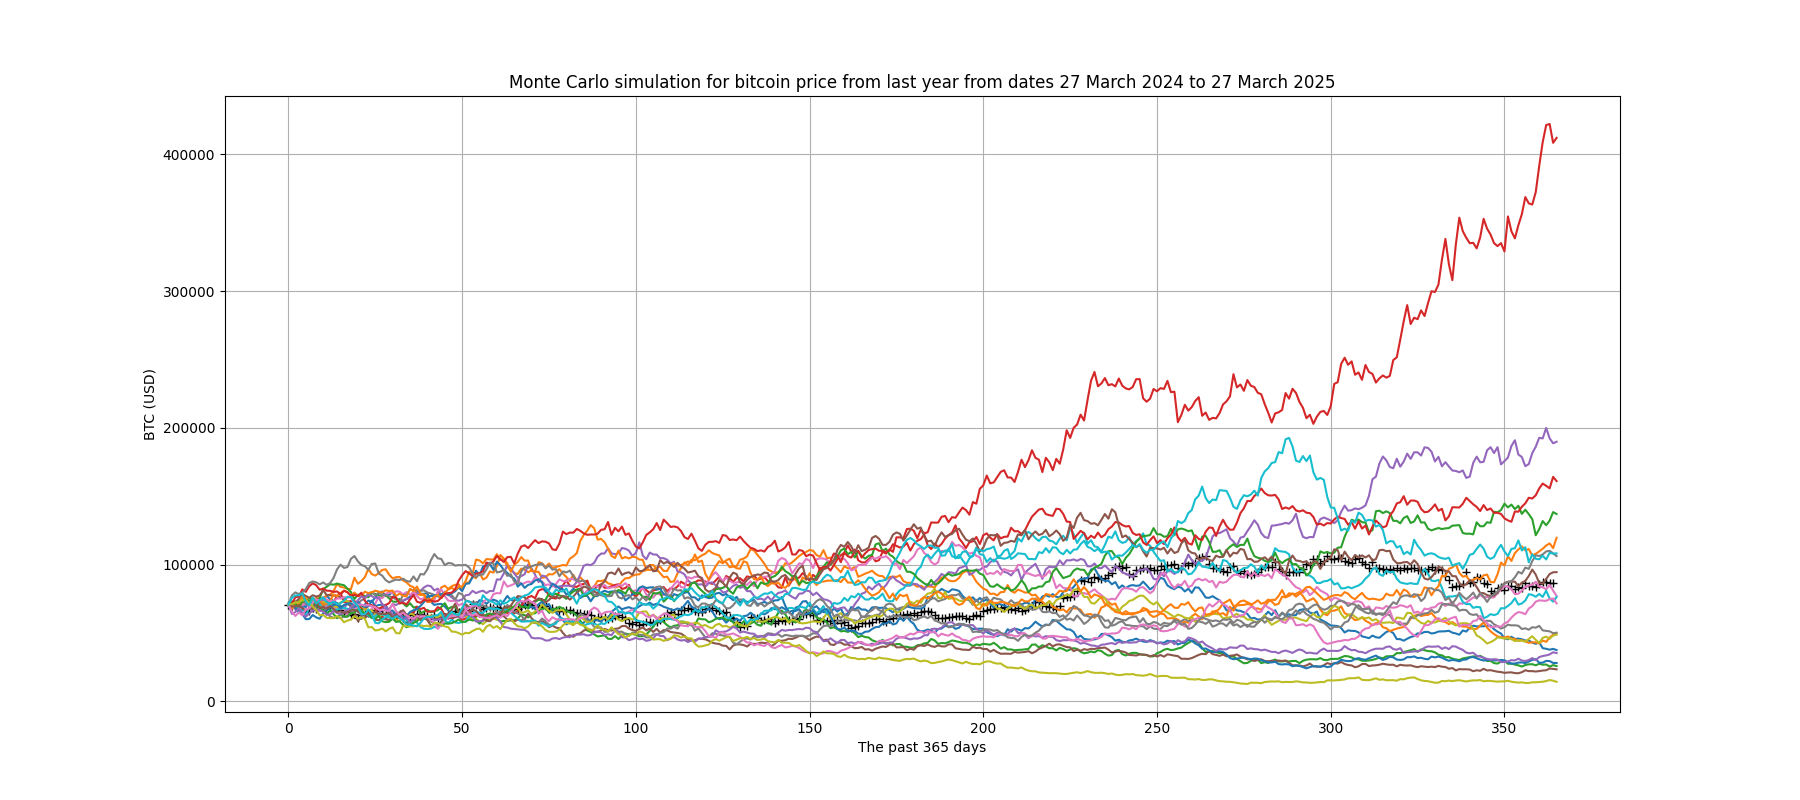 Monte Carlo simulation for bitcoin price from last year from dates 27 March 2024 to 27 March 2025
400000
300000
200000
100000
0
BTC (USD)
0 50 100 150 200 250 300 350
The past 365 days